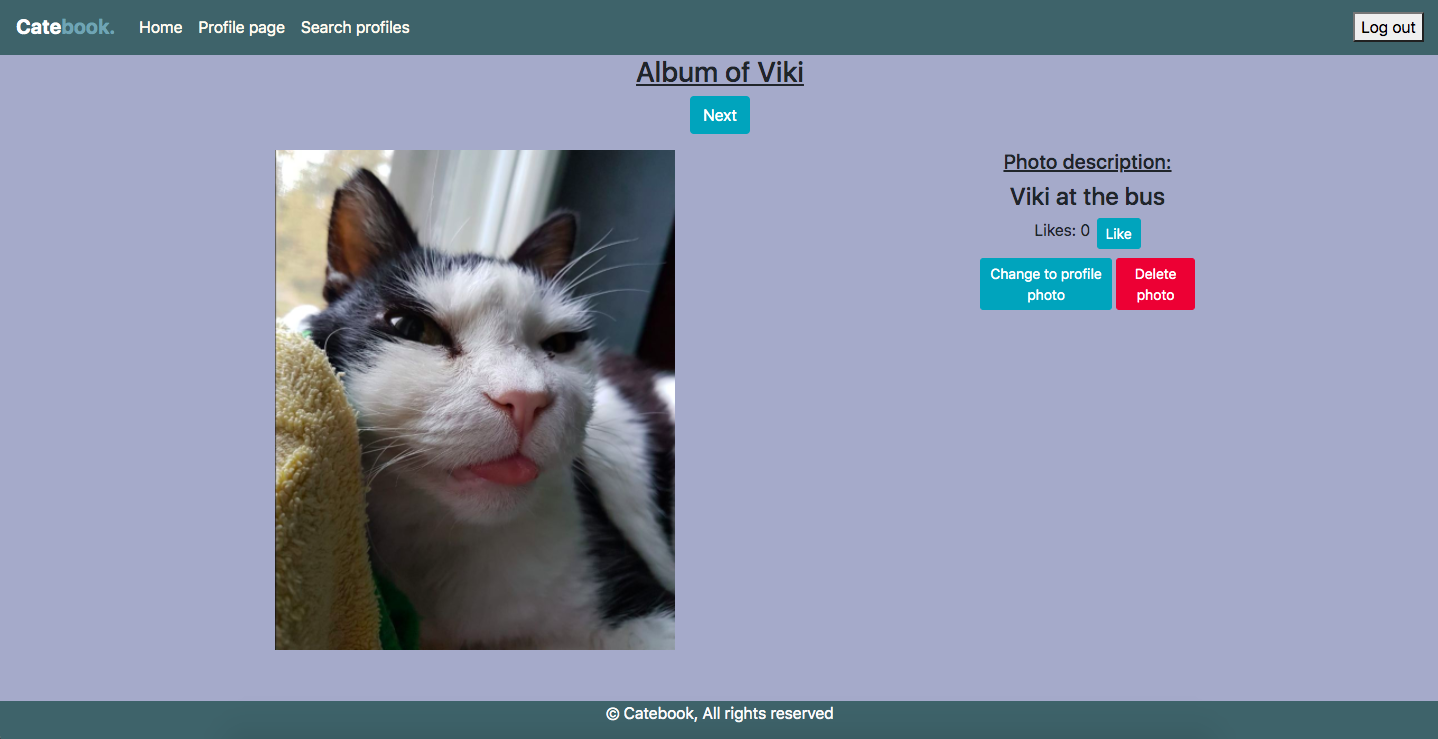 Catebook. Home Profile page Search profiles Log out
Album of Viki
Next
Photo description:
Viki at the bus
Likes: 0 Like
Change to profile
photo
Delete
photo
© Catebook, All rights reserved